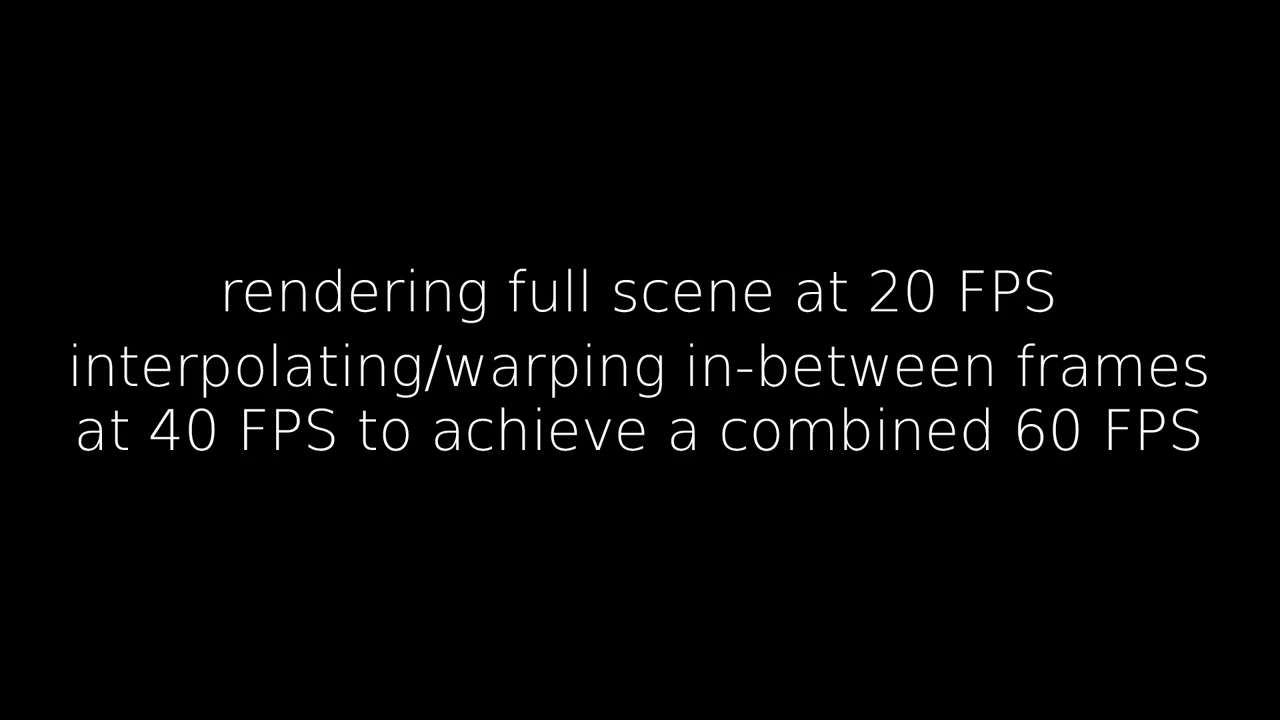 rendering full scene at 20 FPS
interpolating/warping in-between frames
at 40 FPS to achieve a combined 60 FPS